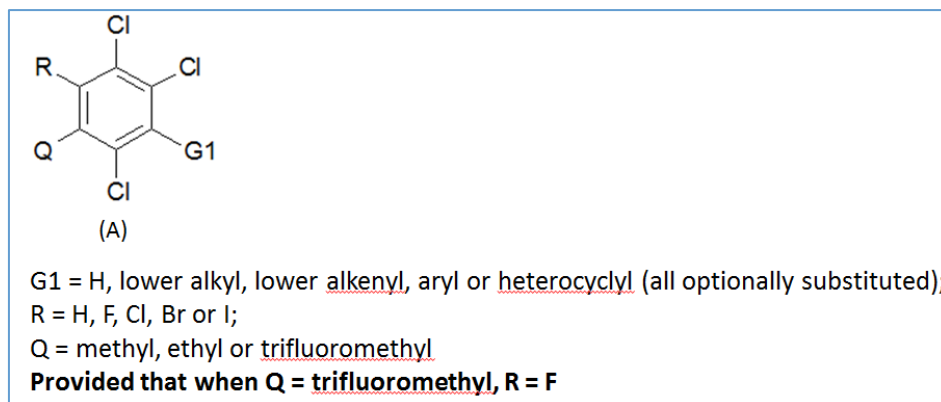 Cl
R
Cl
Q
G1
Cl
(A)
G1 = H, lower alkyl, lower alkenyl, aryl or heterocyclyl (all optionally substituted);
R = H, F, Cl, Br or I;
Q = methyl, ethyl or trifluoromethyl
Provided that when Q = trifluoromethyl, R = F